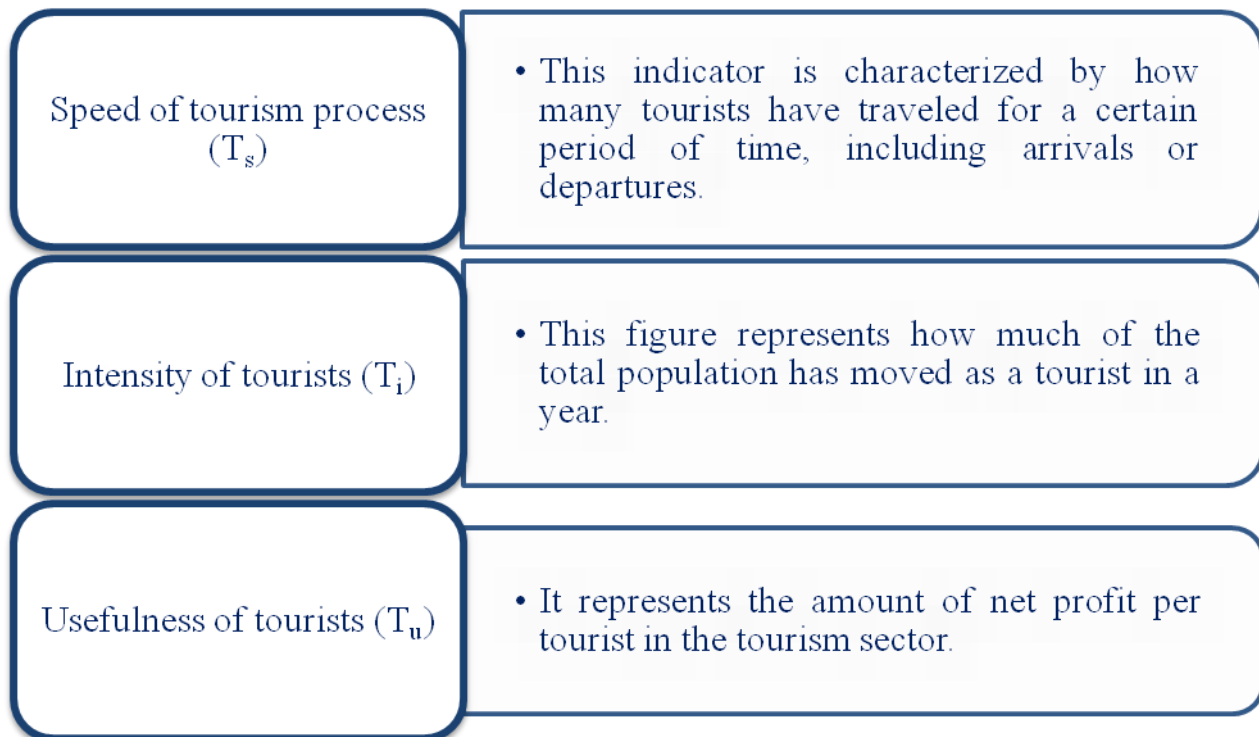 Speed of tourism process
(Ts)
• This indicator is characterized by how
many tourists have traveled for a certain
period of time, including arrivals or
departures.
Intensity of tourists (Ti)
• This figure represents how much of the
total population has moved as a tourist in a
year.
Usefulness of tourists (Tu)
• It represents the amount of net profit per
tourist in the tourism sector.